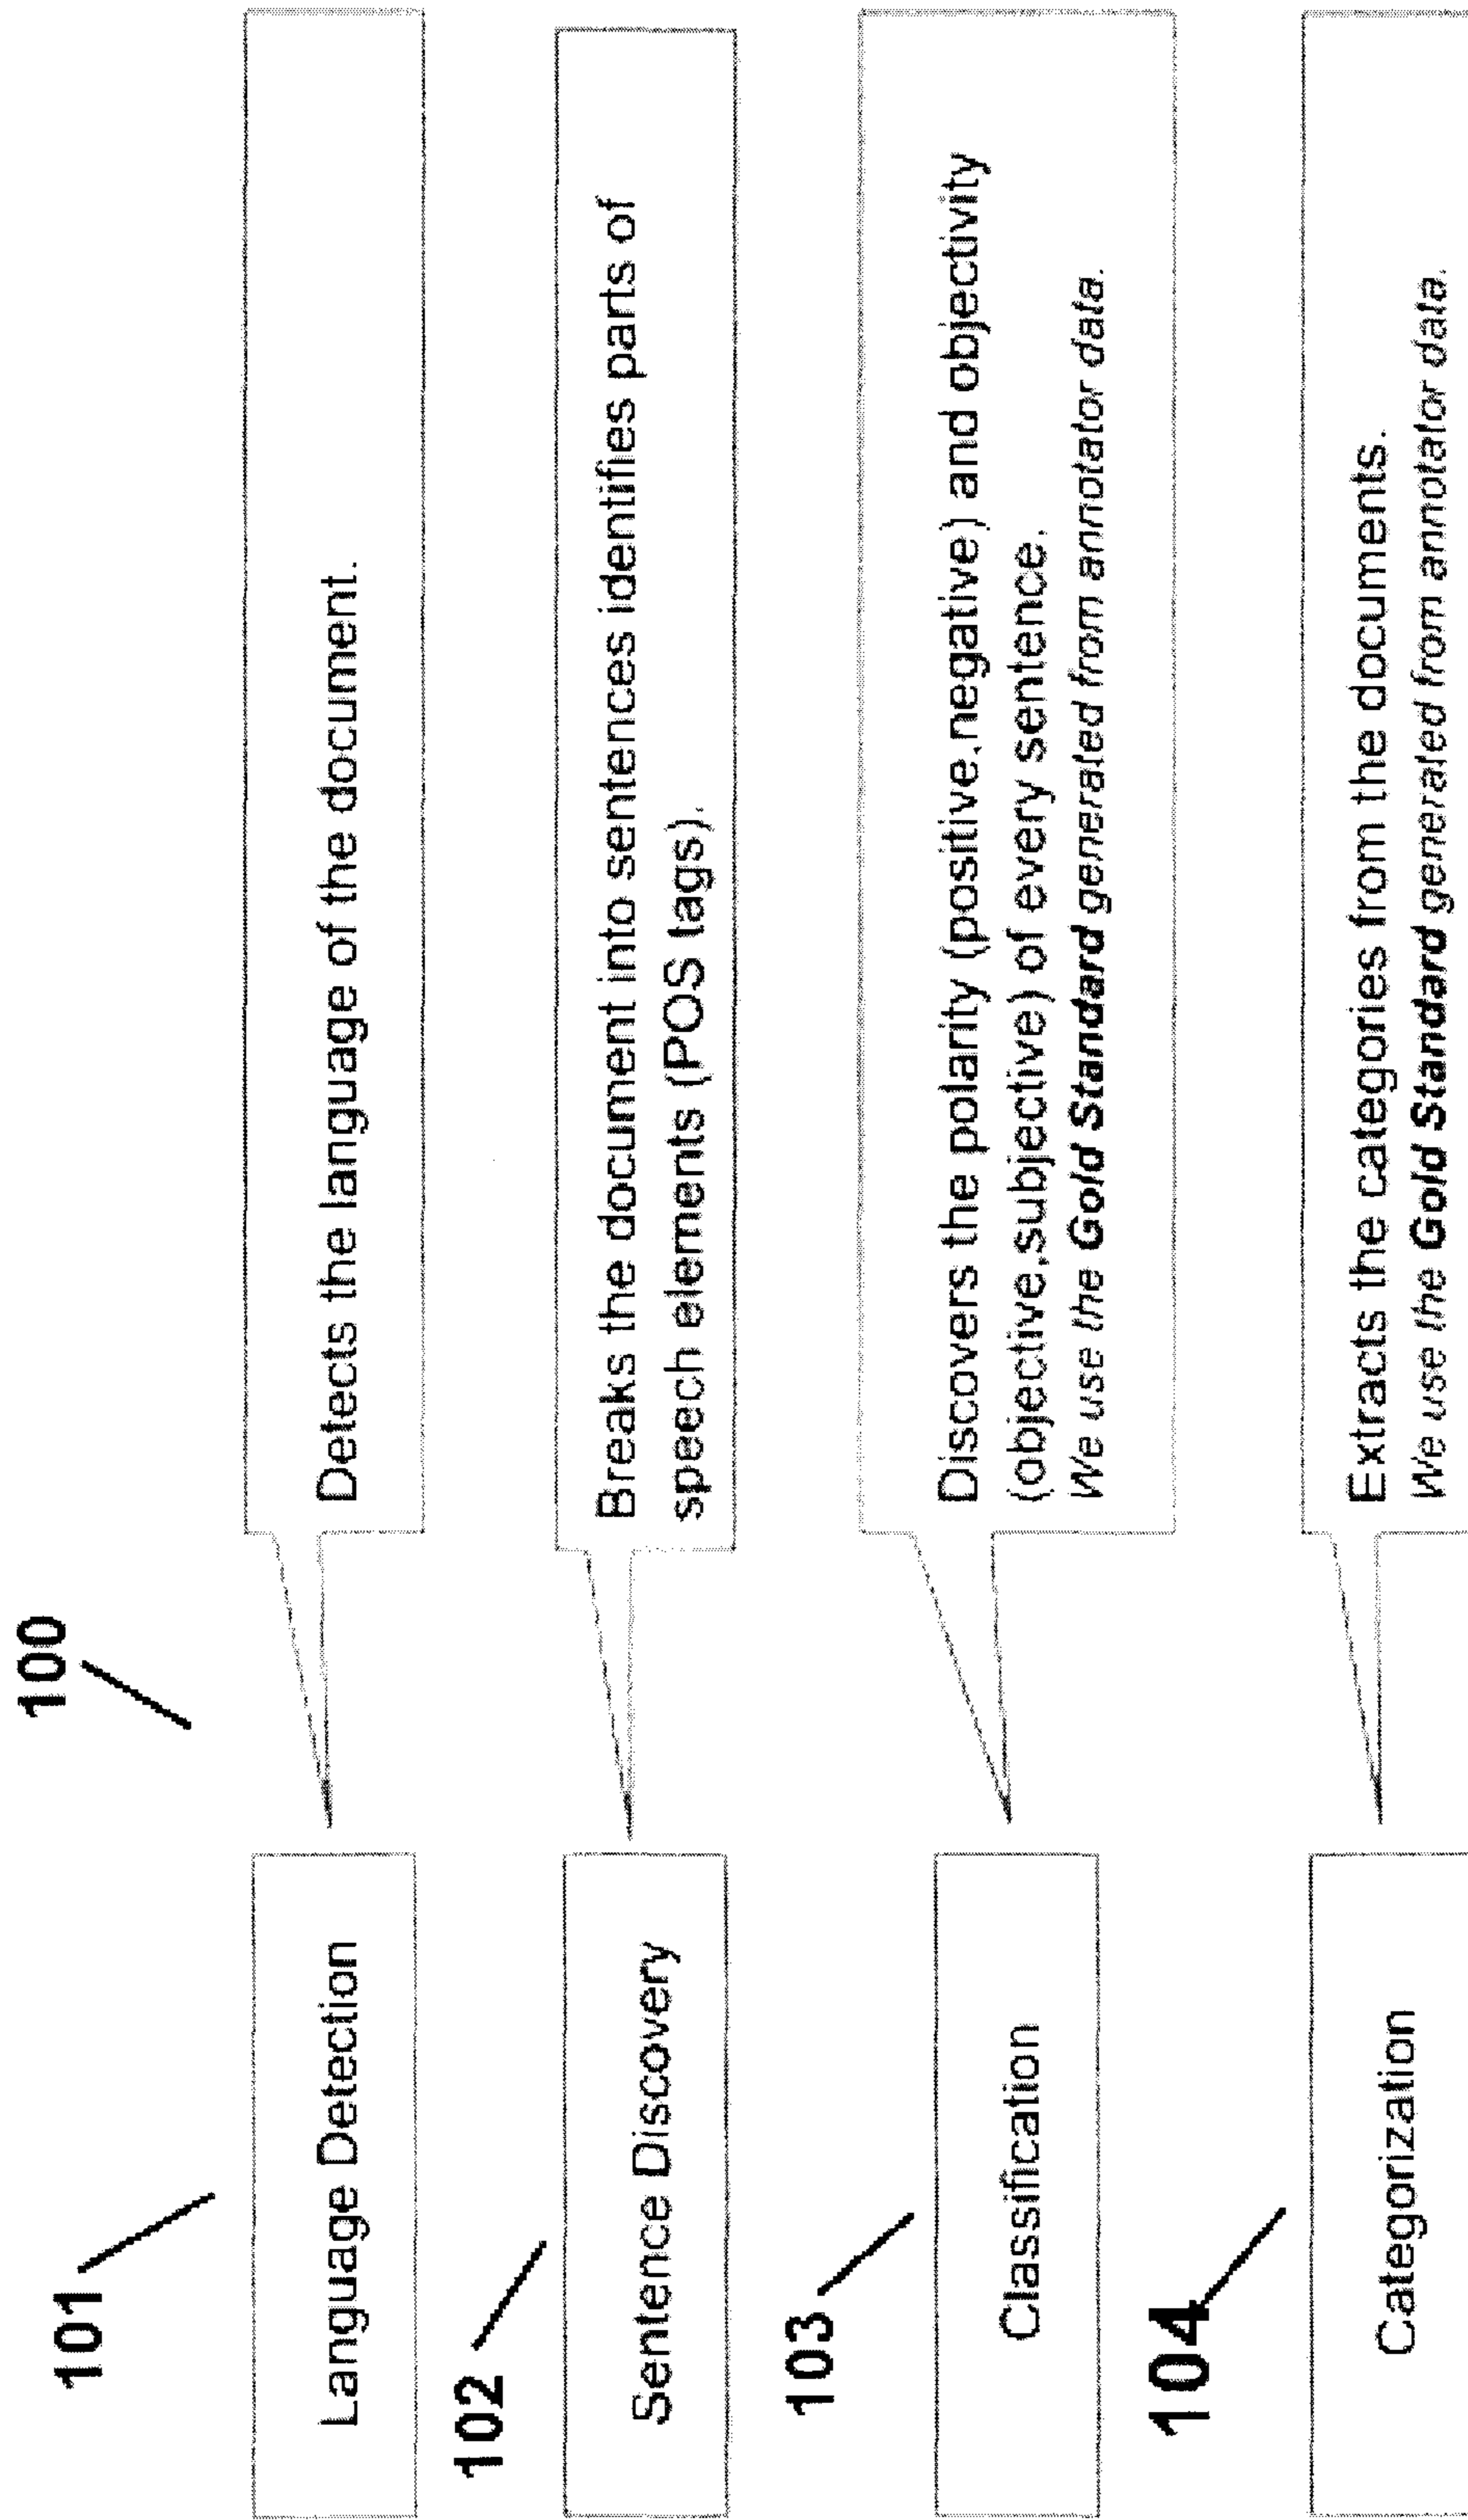 100
101
Language Detection
Detects the language of the document.
102
Sentence Discovery
Breaks the document into sentences identifies parts of
speech elements (POS tags).
103
Classification
Discovers the polarity (positive,negative) and objectivity
(objective,subjective) of every sentence.
We use the Gold Standard generated from annotator data.
104
Categorization
Extracts the categories from the documents.
We use the Gold Standard generated from annotator data.